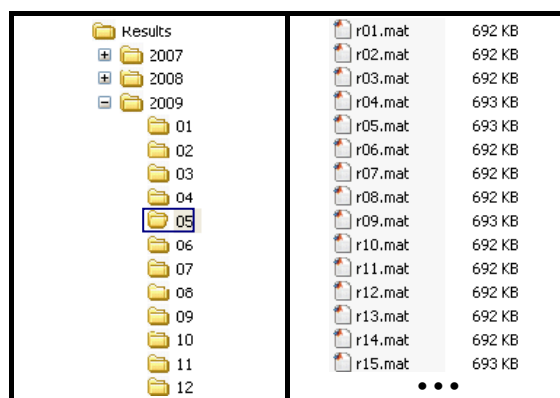 Results
2007
2008
2009
01
02
03
04
05
06
07
08
09
10
11
12
r01.mat 692 KB
r02.mat 692 KB
r03.mat 692 KB
r04.mat 693 KB
r05.mat 693 KB
r06.mat 692 KB
r07.mat 692 KB
r08.mat 692 KB
r09.mat 693 KB
r10.mat 692 KB
r11.mat 692 KB
r12.mat 692 KB
r13.mat 692 KB
r14.mat 692 KB
r15.mat 693 KB
•••